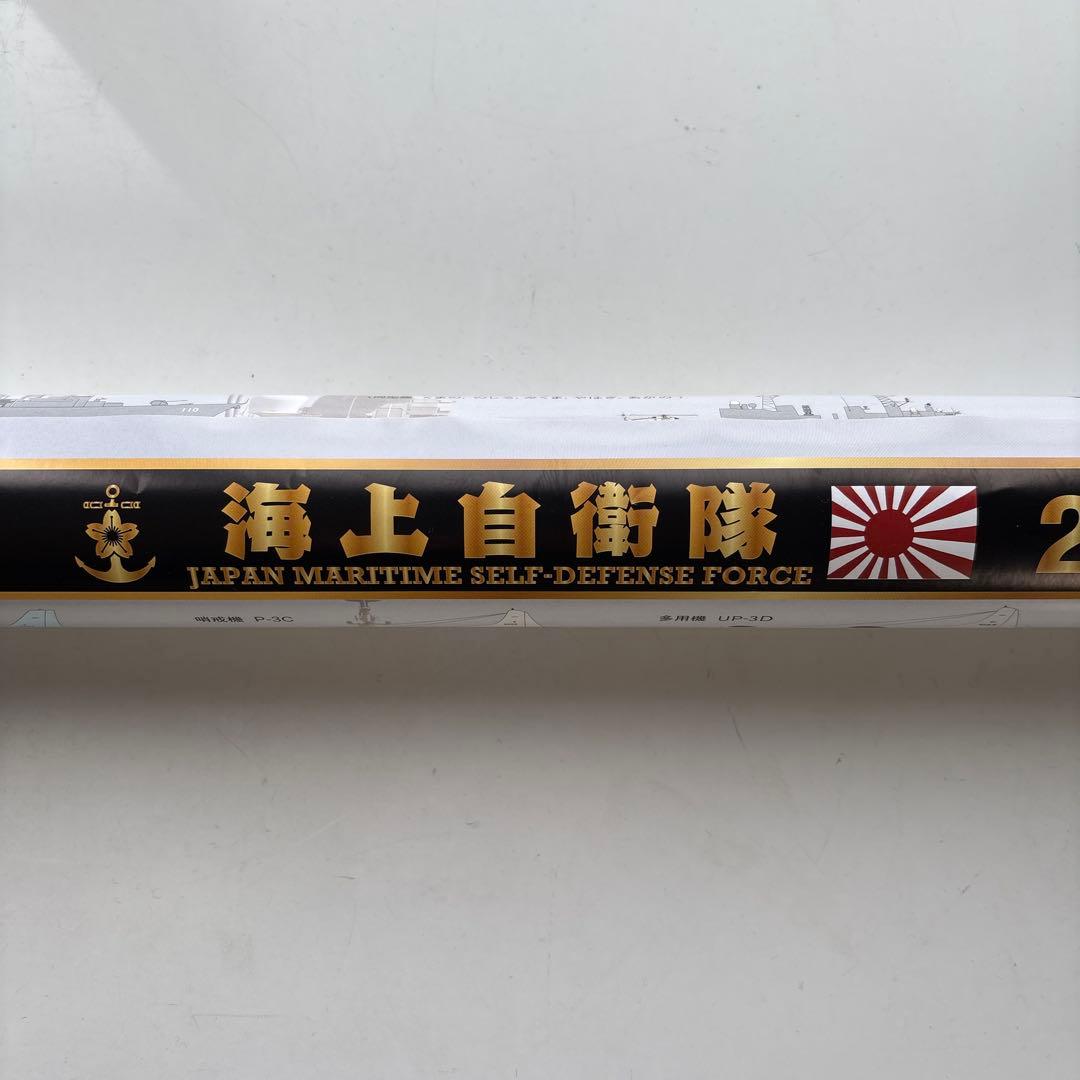 110
海上自衛隊
JAPAN MARITIME SELF-DEFENSE FORCE
2
哨戒機 P-3C
多用機 UP-3D